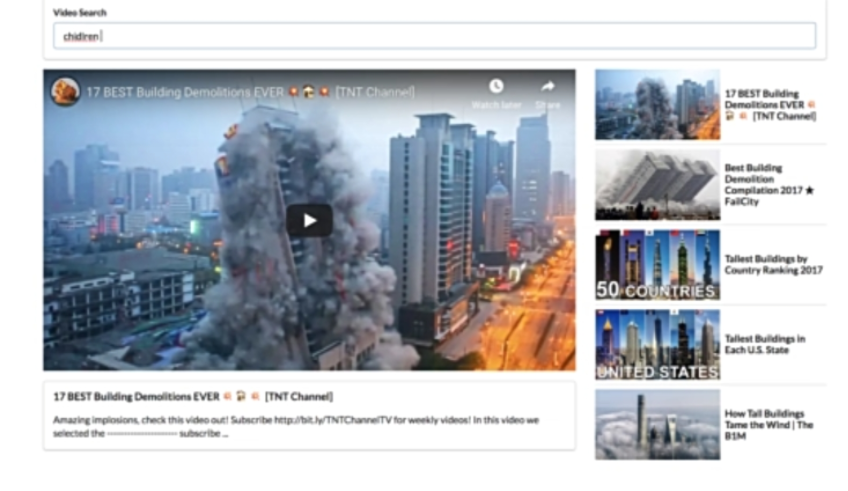 Video Search
chidlren
17 BEST Building Demolitions EVER 💥 🏠 💥 [TNT Channel]
Watch later
Share
17 BEST Building Demolitions EVER 💥 🏚 💥 [TNT Channel]
Amazing implosions, check this video out! Subscribe http://bit.ly/TNTChannelTV for weekly videos! In this video we
selected the ---------------------- subscribe ...
17 BEST Building
Demolitions EVER 💥
🏚 💥 [TNT Channel]
Best Building
Demolition
Compilation 2017 ★
FailCity
50 COUNTRIES
Tallest Buildings by
Country Ranking 2017
UNITED STATES
Tallest Buildings in
Each U.S. State
How Tall Buildings
Tame the Wind | The
B1M